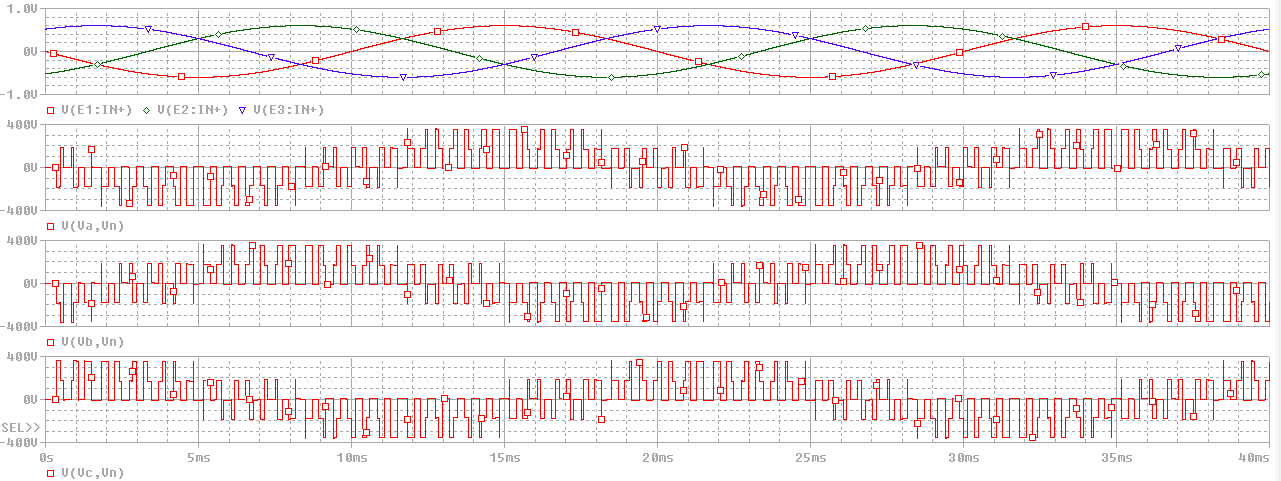 1.0V
0V
-1.0V
V(E1:IN+) V(E2:IN+) V(E3:IN+)
400V
0V
-400V
V(Va,Vn)
400V
0V
-400V
V(Vb,Vn)
400V
0V
SEL>>
-400V
0s 5ms 10ms 15ms 20ms 25ms 30ms 35ms 40ms
V(Vc,Vn)